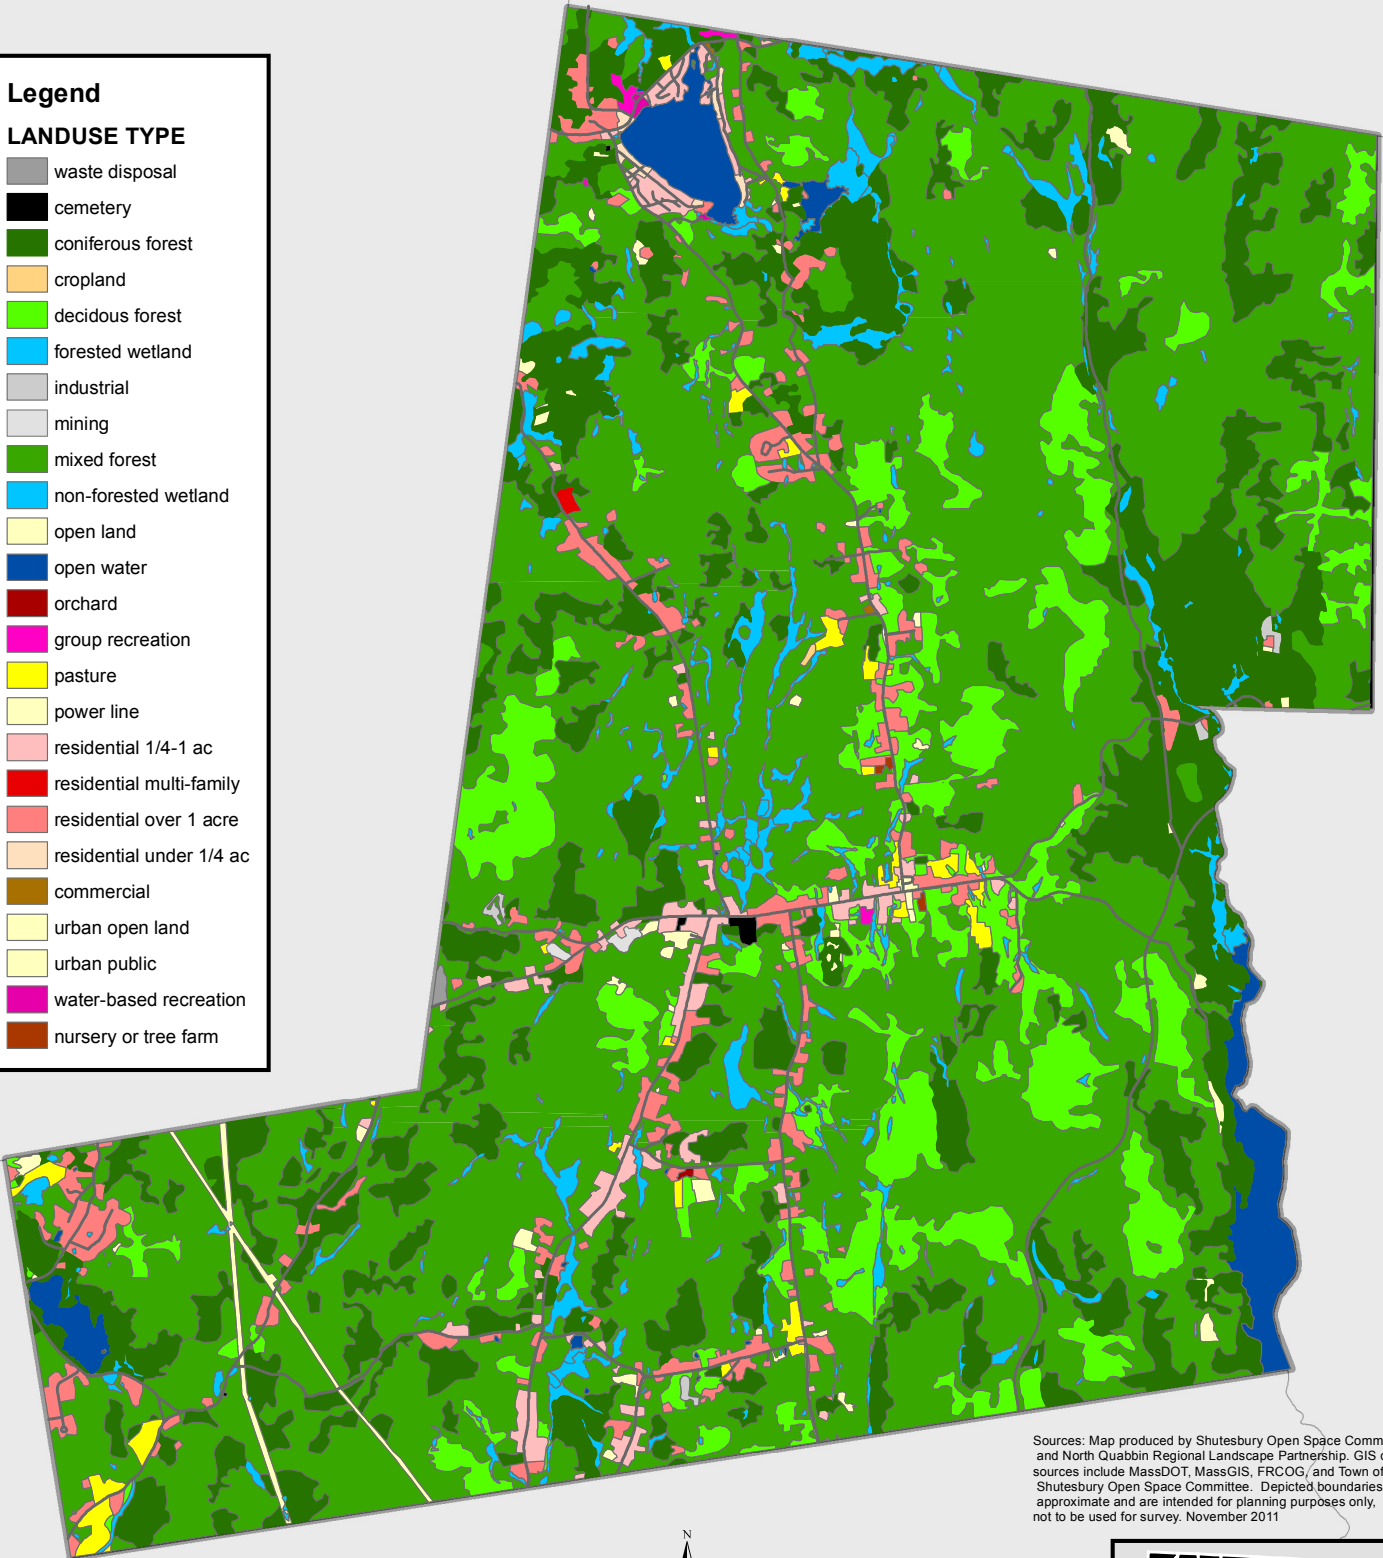 Legend
LANDUSE TYPE
waste disposal
cemetery
coniferous forest
cropland
decidous forest
forested wetland
industrial
mining
mixed forest
non-forested wetland
open land
open water
orchard
group recreation
pasture
power line
residential 1/4-1 ac
residential multi-family
residential over 1 acre
residential under 1/4 ac
commercial
urban open land
urban public
water-based recreation
nursery or tree farm
Sources: Map produced by Shutesbury Open Space Comm
and North Quabbin Regional Landscape Partnership. GIS
sources include MassDOT, MassGIS, FRCOG, and Town of
Shutesbury Open Space Committee. Depicted boundaries
approximate and are intended for planning purposes only,
not to be used for survey. November 2011
N